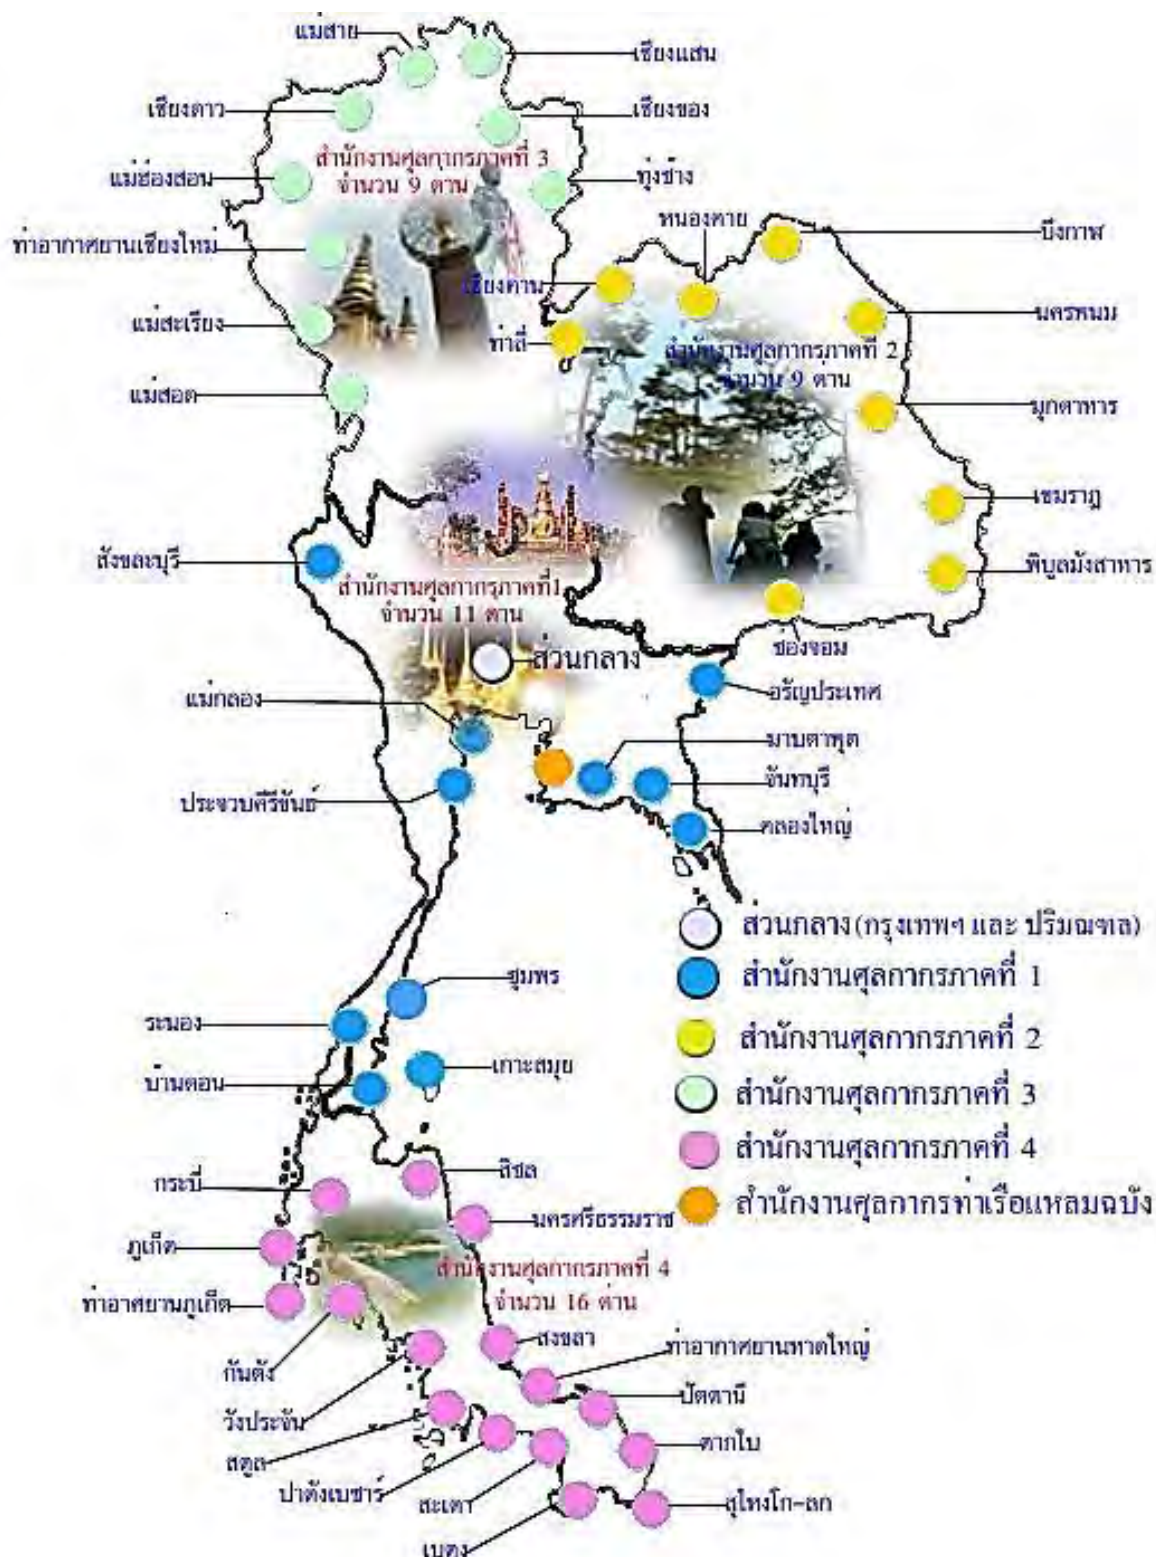 แม่สาย
เชียงแสน
เชียงดาว
เชียงของ
สำนักงานศุลกากรภาคที่ 3
จำนวน 9 ด่าน
แม่ฮ่องสอน
ทุ่งช้าง
หนองคาย
บึงกาฬ
ท่าอากาศยานเชียงใหม่
เชียงคาน
นครพนม
แม่สะเรียง
ท่าลี่
สำนักงานศุลกากรภาคที่ 2
จำนวน 9 ด่าน
แม่สอด
มุกดาหาร
เขมราฐ
สังขละบุรี
พิบูลมังสาหาร
สำนักงานศุลกากรภาคที่1
จำนวน 11 ด่าน
ช่องจอม
ส่วนกลาง
อรัญประเทศ
แม่กลอง
มาบตาพุด
จันทบุรี
ประจวบคีรีขันธ์
คลองใหญ่
ส่วนกลาง(กรุงเทพฯ และ ปริมณฑล)
สำนักงานศุลกากรภาคที่ 1
ชุมพร
ระนอง
สำนักงานศุลกากรภาคที่ 2
เกาะสมุย
บ้านดอน
สำนักงานศุลกากรภาคที่ 3
สำนักงานศุลกากรภาคที่ 4
สิชล
กระบี่
สำนักงานศุลกากรท่าเรือแหลมฉบัง
นครศรีธรรมราช
ภูเก็ต
สำนักงานศุลกากรภาคที่ 4
จำนวน 16 ด่าน
ท่าอาศยานภูเก็ต
สงขลา
ท่าอากาศยานหาดใหญ่
กันตัง
ปัตตานี
วังประจัน
ตากใบ
สตูล
ปาดังเบซาร์
สะเดา
สุไหงโก-ลก
เบตง